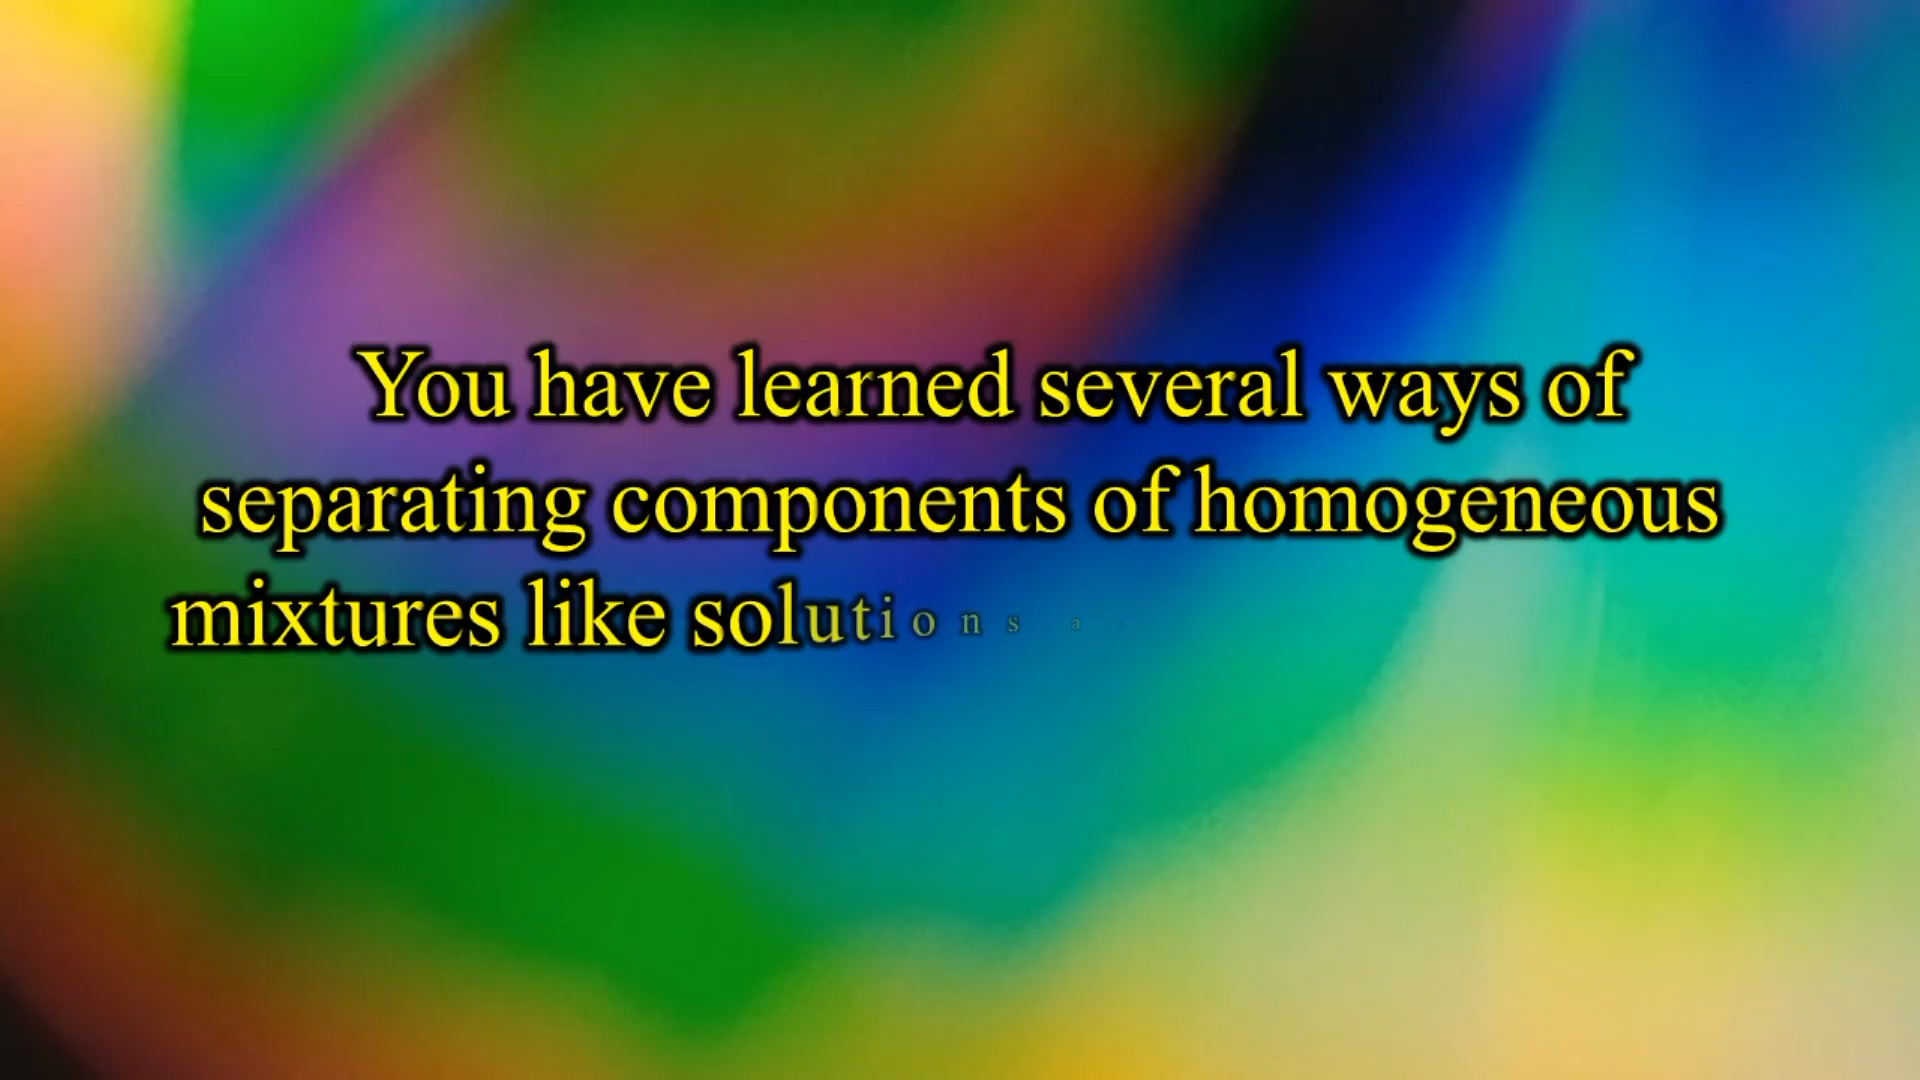 You have learned several ways of
separating components of homogeneous
mixtures like solutions a